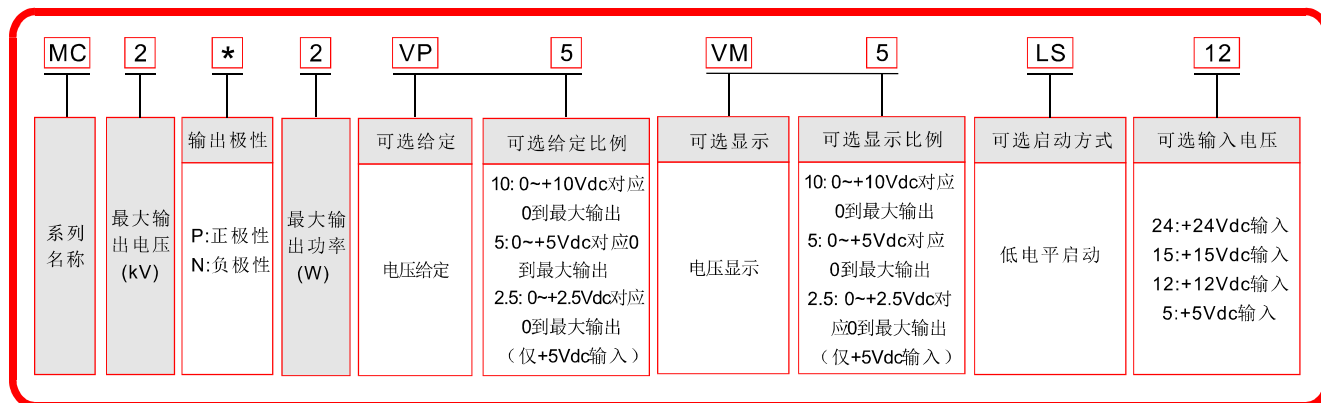 MC 2 * 2 VP 5 VM 5 LS 12
系列
名称
最大输
出电压
(kV)
输出极性
P:正极性
N:负极性
最大输
出功率
(W)
可选给定
电压给定
可选给定比例
10: 0~+10Vdc对应
0到最大输出
5:0~+5Vdc对应0
到最大输出
2.5: 0~+2.5Vdc对应
0到最大输出
（仅+5Vdc输入）
可选显示
电压显示
可选显示比例
10: 0~+10Vdc对应
0到最大输出
5: 0~+5Vdc对应
0到最大输出
2.5: 0~+2.5Vdc对
应0到最大输出
（仅+5Vdc输入）
可选启动方式
低电平启动
可选输入电压
24:+24Vdc输入
15:+15Vdc输入
12:+12Vdc输入
5:+5Vdc输入